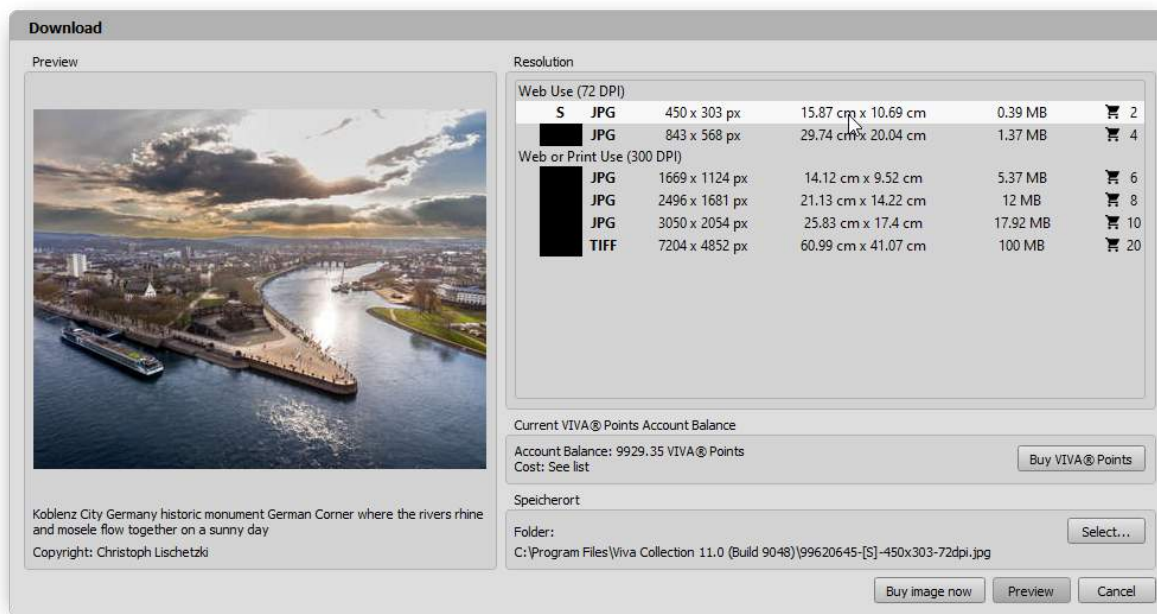 Download
Preview
Koblenz City Germany historic monument German Corner where the rivers rhine
and mosele flow together on a sunny day
Copyright: Christoph Lischetzki
Resolution
Web Use (72 DPI)
S JPG 450 x 303 px 15.87 cm x 10.69 cm 0.39 MB 2
JPG 843 x 568 px 29.74 cm x 20.04 cm 1.37 MB 4
Web or Print Use (300 DPI)
JPG 1669 x 1124 px 14.12 cm x 9.52 cm 5.37 MB 6
JPG 2496 x 1681 px 21.13 cm x 14.22 cm 12 MB 8
JPG 3050 x 2054 px 25.83 cm x 17.4 cm 17.92 MB 10
TIFF 7204 x 4852 px 60.99 cm x 41.07 cm 100 MB 20
Current VIVA® Points Account Balance
Account Balance: 9929.35 VIVA® Points
Cost: See list
Buy VIVA® Points
Speicherort
Folder:
Select...
C:\Program Files\Viva Collection 11.0 (Build 9048)\99620645-[S]-450x303-72dpi.jpg
Buy image now Preview Cancel